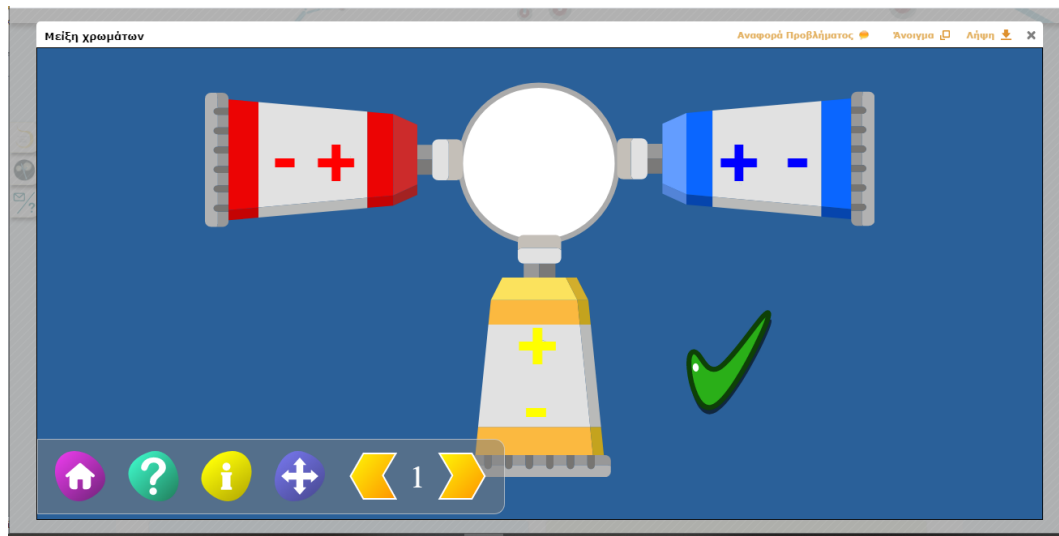 Μείξη χρωμάτων
Αναφορά Προβλήματος Άνοιγμα Λήψη ×
- + + -
+
-
? i 1